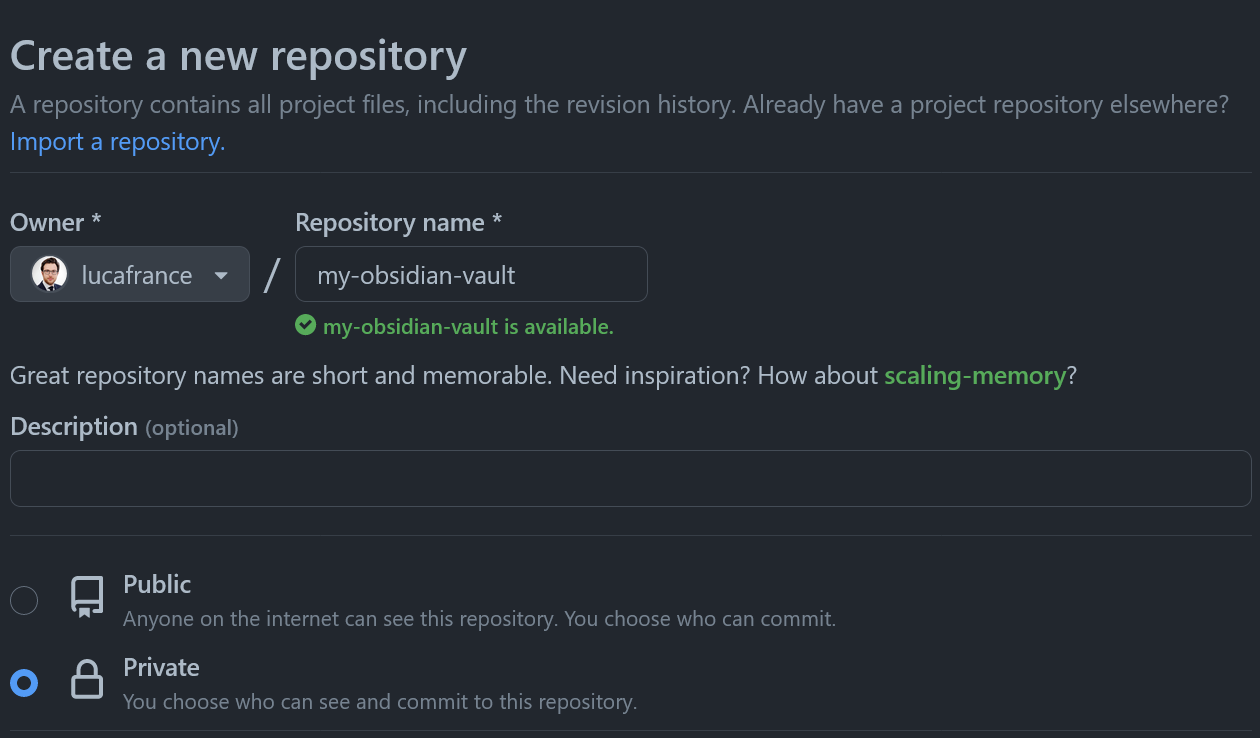 Create a new repository
A repository contains all project files, including the revision history. Already have a project repository elsewhere?
Import a repository.
Owner * Repository name *
lucafrance / my-obsidian-vault
my-obsidian-vault is available.
Great repository names are short and memorable. Need inspiration? How about scaling-memory?
Description (optional)
Public
Anyone on the internet can see this repository. You choose who can commit.
Private
You choose who can see and commit to this repository.